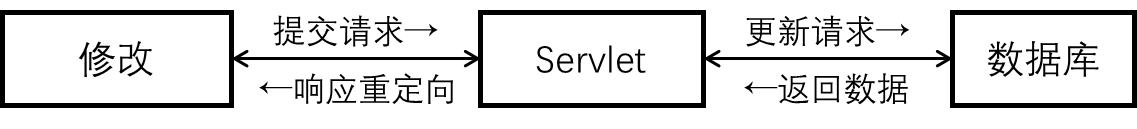 修改
提交请求→
←响应重定向
Servlet
更新请求→
←返回数据
数据库